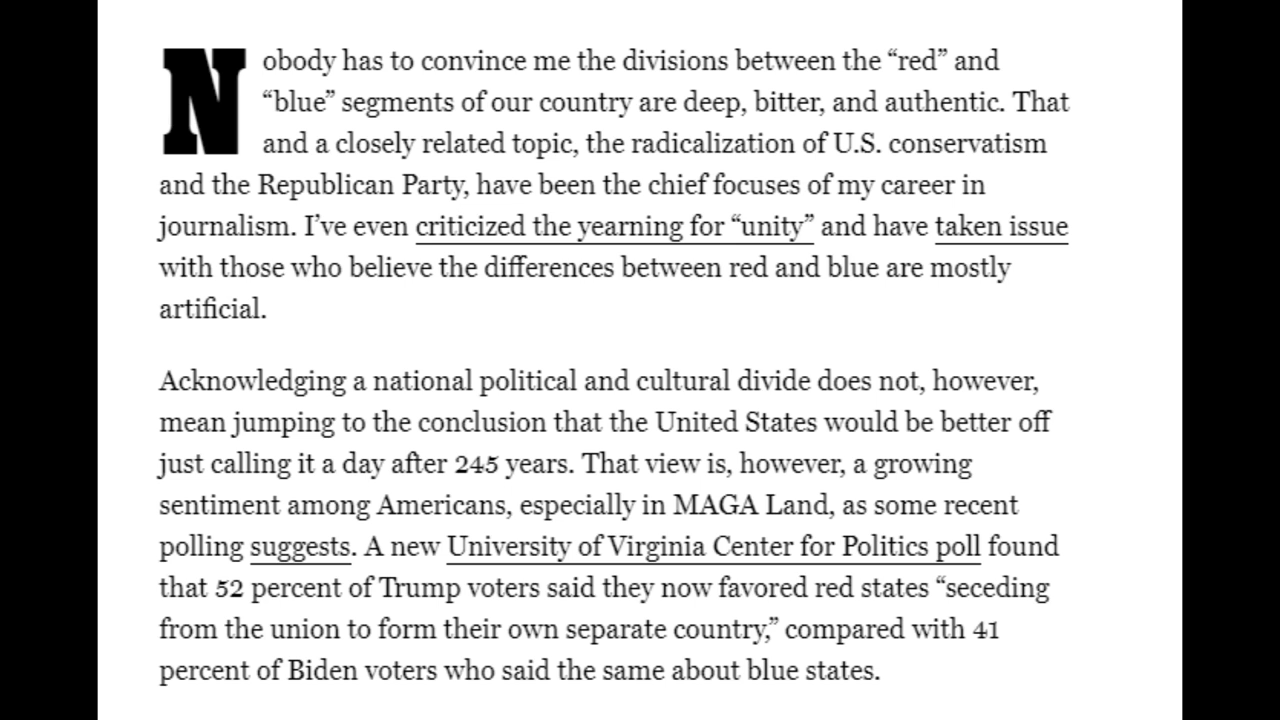 Nobody has to convince me the divisions between the “red” and
“blue” segments of our country are deep, bitter, and authentic. That
and a closely related topic, the radicalization of U.S. conservatism
and the Republican Party, have been the chief focuses of my career in
journalism. I’ve even criticized the yearning for “unity” and have taken issue
with those who believe the differences between red and blue are mostly
artificial.
Acknowledging a national political and cultural divide does not, however,
mean jumping to the conclusion that the United States would be better off
just calling it a day after 245 years. That view is, however, a growing
sentiment among Americans, especially in MAGA Land, as some recent
polling suggests. A new University of Virginia Center for Politics poll found
that 52 percent of Trump voters said they now favored red states “seceding
from the union to form their own separate country,” compared with 41
percent of Biden voters who said the same about blue states.